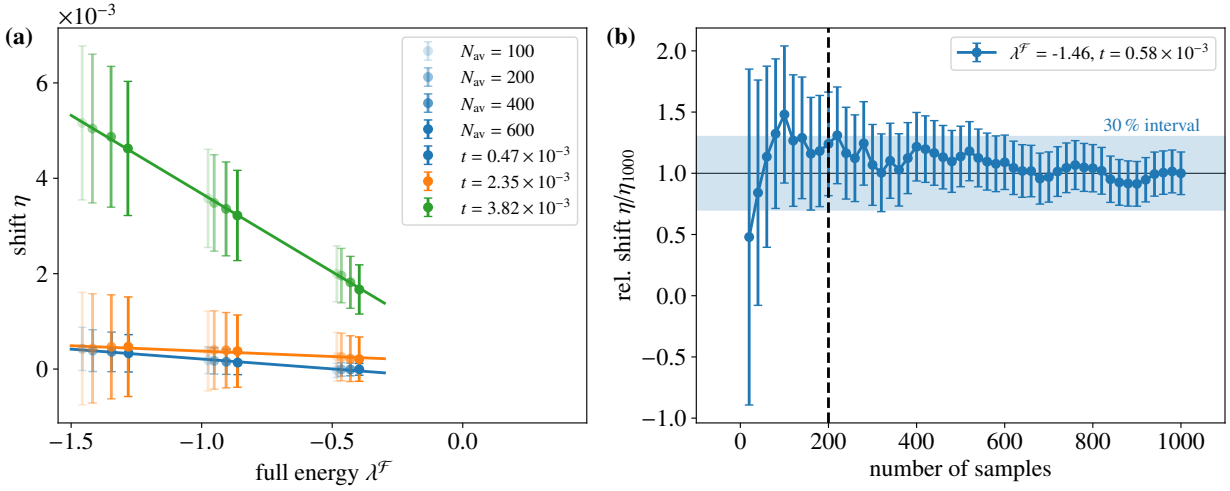 (a)
×10⁻³
6
4
2
0
shift η
−1.5
−1.0
−0.5
0.0
full energy λ^ℱ
N_av = 100
N_av = 200
N_av = 400
N_av = 600
t = 0.47 × 10⁻³
t = 2.35 × 10⁻³
t = 3.82 × 10⁻³
(b)
2.0
1.5
1.0
0.5
0.0
−0.5
−1.0
rel. shift η/η₁₀₀₀
0
200
400
600
800
1000
number of samples
λ^ℱ = -1.46, t = 0.58 × 10⁻³
30 % interval